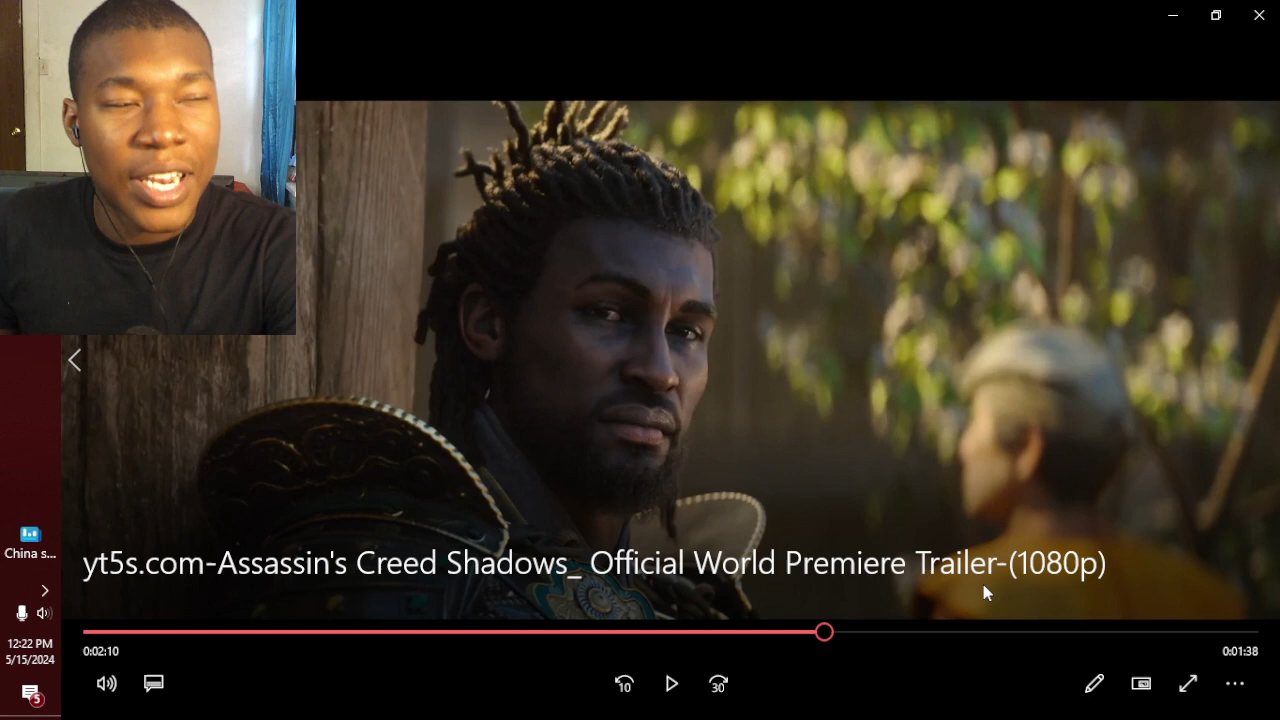 China s...
12:22 PM
5/15/2024
5
yt5s.com-Assassin's Creed Shadows_ Official World Premiere Trailer-(1080p)
0:02:10
0:01:38
10
30